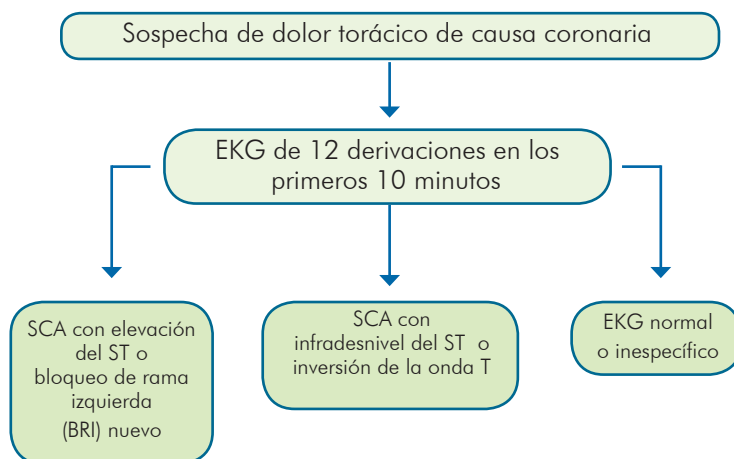 Sospecha de dolor torácico de causa coronaria
EKG de 12 derivaciones en los
primeros 10 minutos
SCA con elevación
del ST o
bloqueo de rama
izquierda
(BRI) nuevo
SCA con
infradesnivel del ST o
inversión de la onda T
EKG normal
o inespecífico